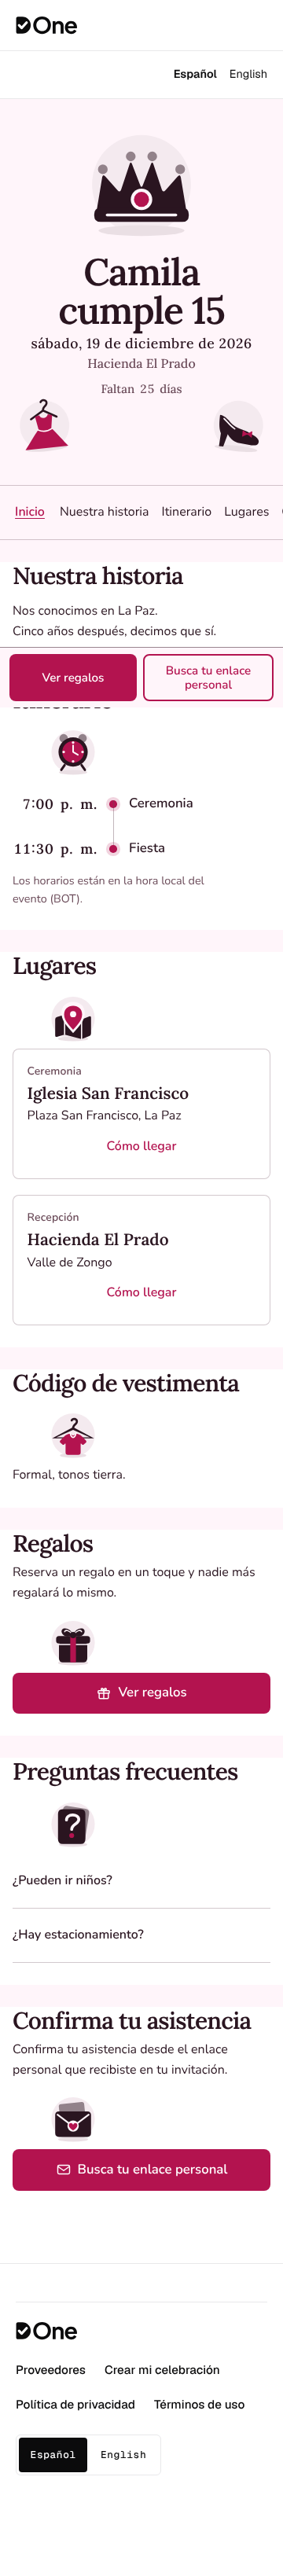 One
Español English
Camila
cumple 15
sábado, 19 de diciembre de 2026
Hacienda El Prado
Faltan 25 días
Inicio Nuestra historia Itinerario Lugares
Nuestra historia
Nos conocimos en La Paz.
Cinco años después, decimos que sí.
Ver regalos
Busca tu enlace
personal
7:00 p. m. Ceremonia
11:30 p. m. Fiesta
Los horarios están en la hora local del
evento (BOT).
Lugares
Ceremonia
Iglesia San Francisco
Plaza San Francisco, La Paz
Cómo llegar
Recepción
Hacienda El Prado
Valle de Zongo
Cómo llegar
Código de vestimenta
Formal, tonos tierra.
Regalos
Reserva un regalo en un toque y nadie más
regalará lo mismo.
Ver regalos
Preguntas frecuentes
¿Pueden ir niños?
¿Hay estacionamiento?
Confirma tu asistencia
Confirma tu asistencia desde el enlace
personal que recibiste en tu invitación.
Busca tu enlace personal
One
Proveedores Crear mi celebración
Política de privacidad Términos de uso
Español English